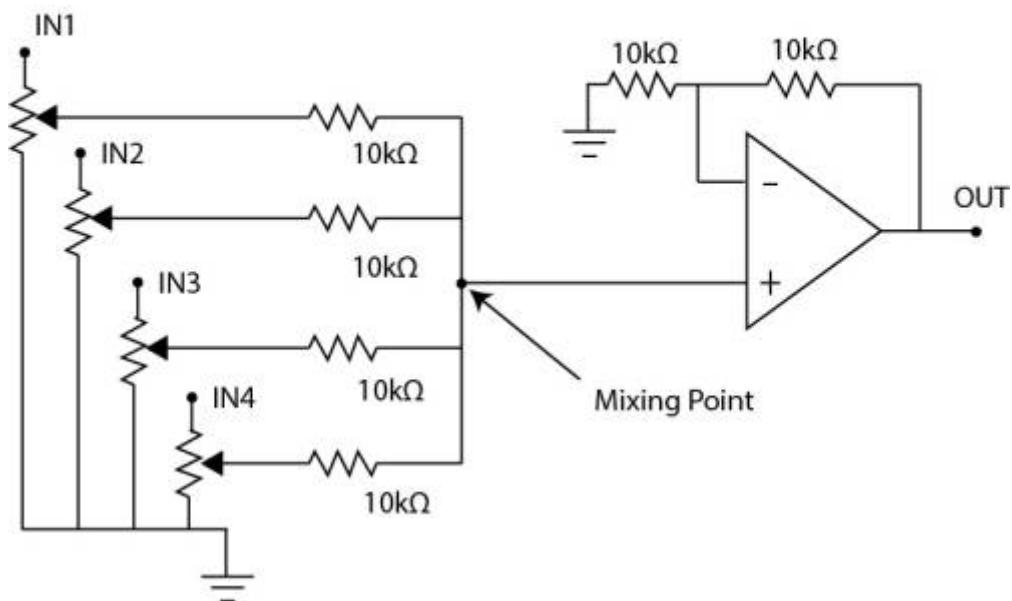 IN1
10kΩ
10kΩ
10kΩ
IN2
OUT
-
10kΩ
IN3
+
10kΩ
IN4
Mixing Point
10kΩ